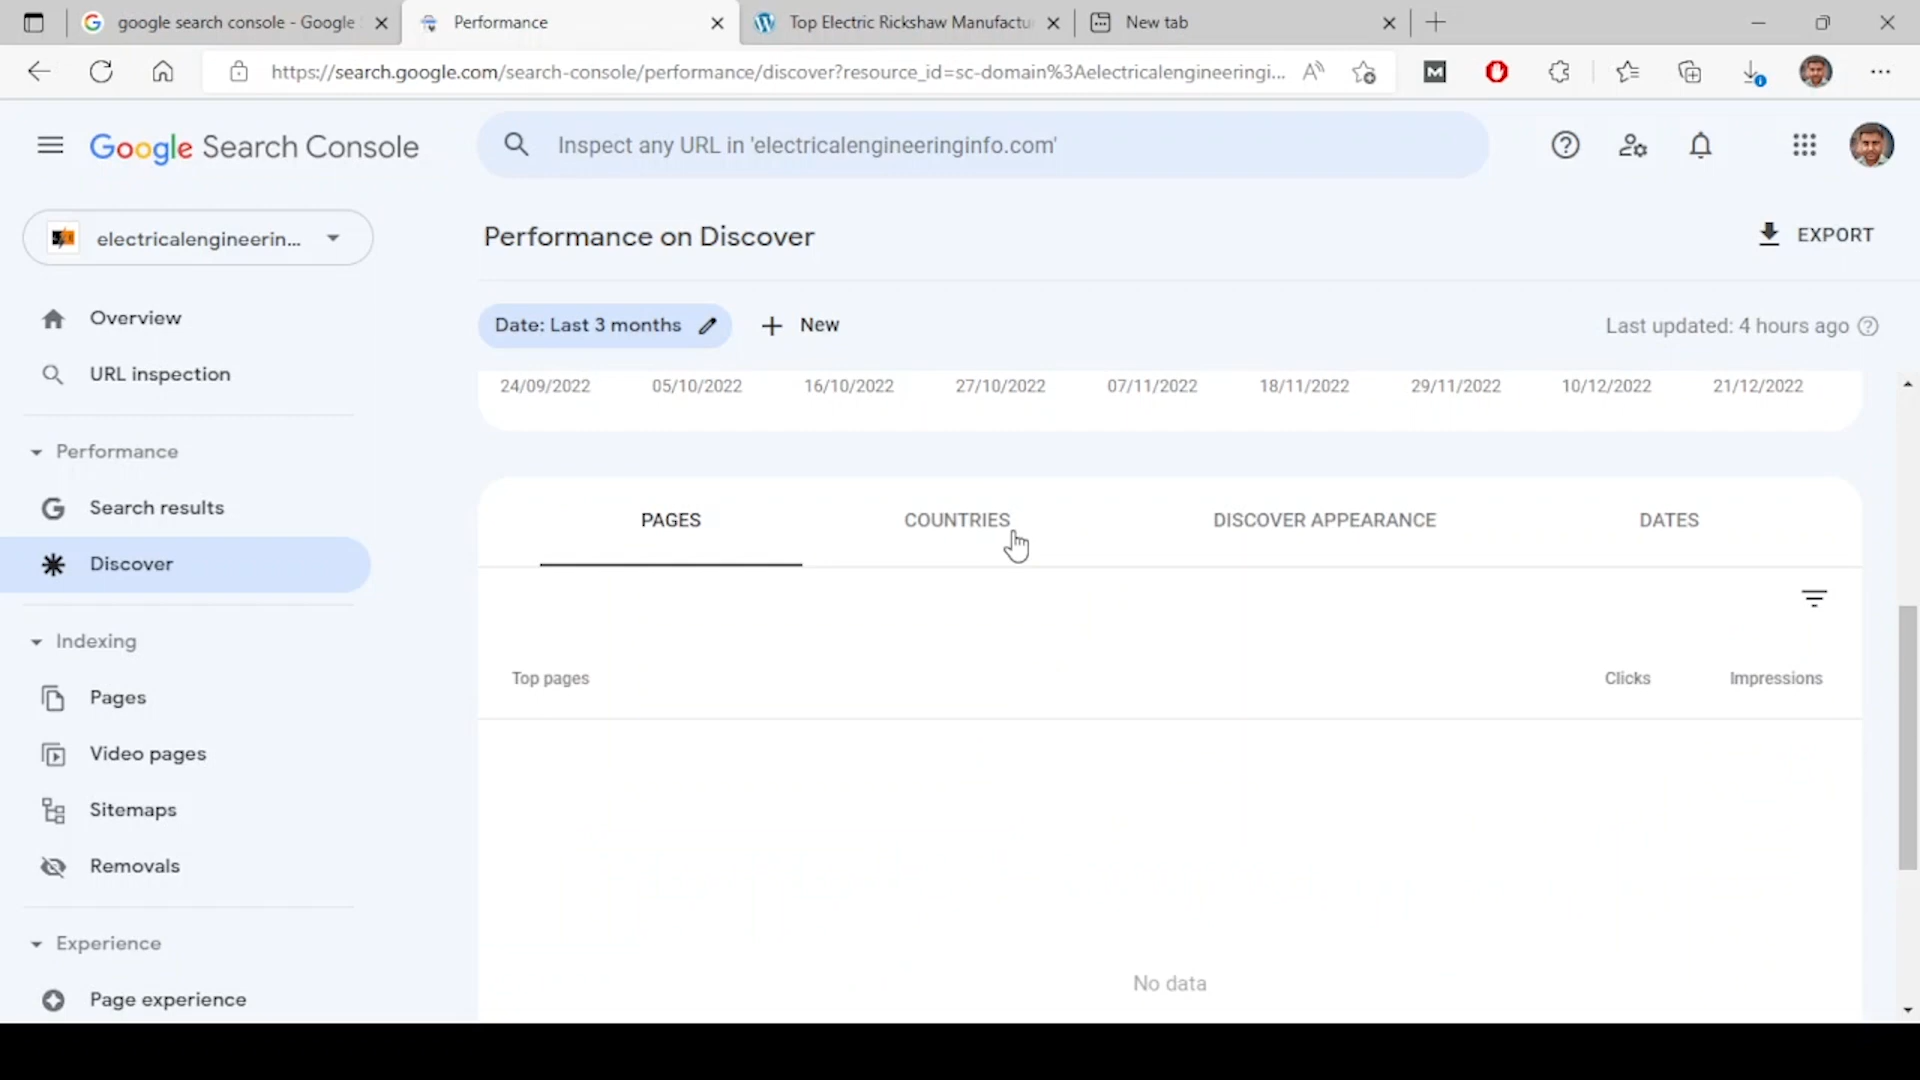 google search console - Google
Performance
Top Electric Rickshaw Manufactu
New tab
https://search.google.com/search-console/performance/discover?resource_id=sc-domain%3Aelectricalengineeringi...
Google Search Console
Inspect any URL in 'electricalengineeringinfo.com'
electricalengineerin...
Performance on Discover
EXPORT
Overview
Date: Last 3 months
New
Last updated: 4 hours ago
URL inspection
24/09/2022 05/10/2022 16/10/2022 27/10/2022 07/11/2022 18/11/2022 29/11/2022 10/12/2022 21/12/2022
Performance
Search results
PAGES COUNTRIES DISCOVER APPEARANCE DATES
Discover
Indexing
Top pages Clicks Impressions
Pages
Video pages
Sitemaps
Removals
Experience
No data
Page experience